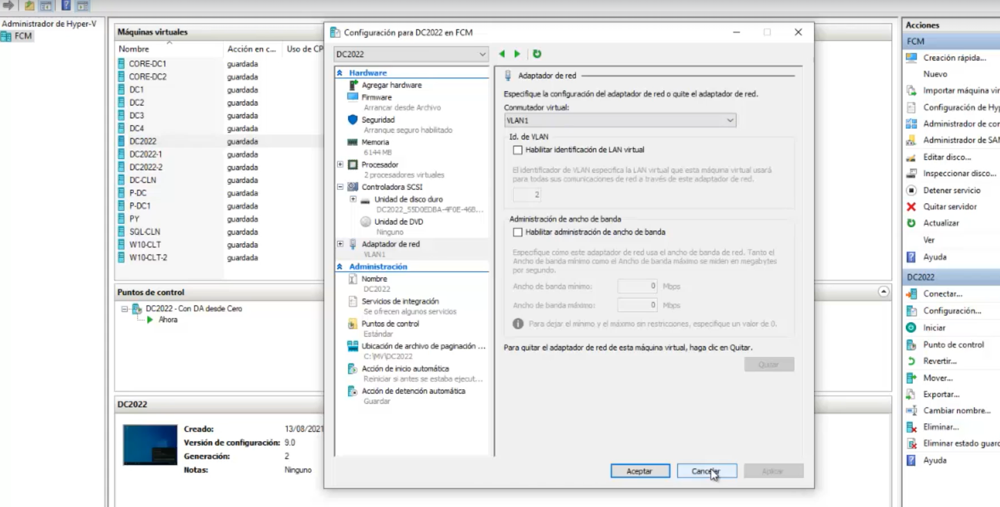 Administrador de Hyper-V
FCM
Máquinas virtuales
Nombre
Acción en c...
Uso de CP
CORE-DC1 guardada
CORE-DC2 guardada
DC1 guardada
DC2 guardada
DC3 guardada
DC4 guardada
DC2022 guardada
DC2022-1 guardada
DC2022-2 guardada
DC-CLN guardada
P-DC guardada
P-DC1 guardada
PY guardada
SQL-CLN guardada
W10-CLT guardada
W10-CLT-2 guardada
Puntos de control
DC2022 - Con DA desde Cero
Ahora
DC2022
Creado: 13/08/2021
Versión de configuración: 9.0
Generación: 2
Notas: Ninguno
Configuración para DC2022 en FCM
DC2022
Hardware
Agregar hardware
Firmware
Arrancar desde Archivo
Seguridad
Arranque seguro habilitado
Memoria
6144 MB
Procesador
2 procesadores virtuales
Controladora SCSI
Unidad de disco duro
DC2022_55D0EDBA-4F0E-46B...
Unidad de DVD
Ninguno
Adaptador de red
VLAN1
Administración
Nombre
DC2022
Servicios de integración
Se ofrecen algunos servicios
Puntos de control
Estándar
Ubicación de archivo de paginación ...
C:\MV\DC2022
Acción de inicio automática
Reiniciar si antes se estaba ejecut...
Acción de detención automática
Guardar
Adaptador de red
Especifique la configuración del adaptador de red o quite el adaptador de red.
Conmutador virtual:
VLAN1
Id. de VLAN
Habilitar identificación de LAN virtual
El identificador de VLAN especifica la LAN virtual que esta máquina virtual usará
para todas sus comunicaciones de red a través de este adaptador de red.
2
Administración de ancho de banda
Habilitar administración de ancho de banda
Especifique cómo este adaptador de red usa el ancho de banda de red. Tanto el
Ancho de banda mínimo como el Ancho de banda máximo se miden en megabytes
por segundo.
Ancho de banda mínimo: 0 Mbps
Ancho de banda máximo: 0 Mbps
Para dejar el mínimo y el máximo sin restricciones, especifique un valor de 0.
Para quitar el adaptador de red de esta máquina virtual, haga clic en Quitar.
Quitar
Aceptar
Cancelar
Aplicar
Acciones
FCM
Creación rápida...
Nuevo
Importar máquina vir
Configuración de Hyp
Administrador de con
Administrador de SAN
Editar disco...
Inspeccionar disco...
Detener servicio
Quitar servidor
Actualizar
Ver
Ayuda
DC2022
Conectar...
Configuración...
Iniciar
Punto de control
Revertir...
Mover...
Exportar...
Cambiar nombre...
Eliminar...
Eliminar estado guard
Ayuda